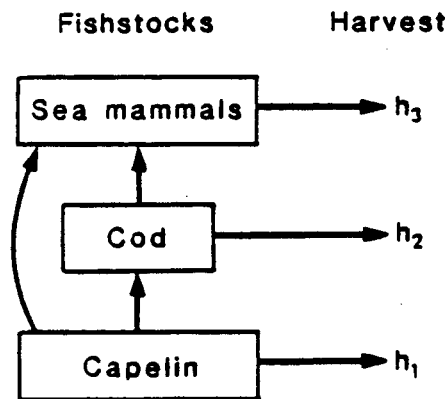 Fishstocks Harvest
Sea mammals h₃
Cod h₂
Capelin h₁